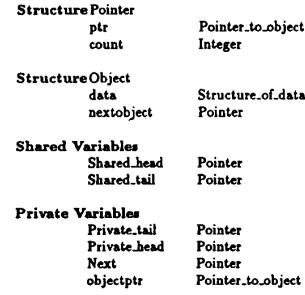 Structure Pointer
ptr Pointer_to_object
count Integer
Structure Object
data Structure_of_data
nextobject Pointer
Shared Variables
Shared_head Pointer
Shared_tail Pointer
Private Variables
Private_tail Pointer
Private_head Pointer
Next Pointer
objectptr Pointer_to_object